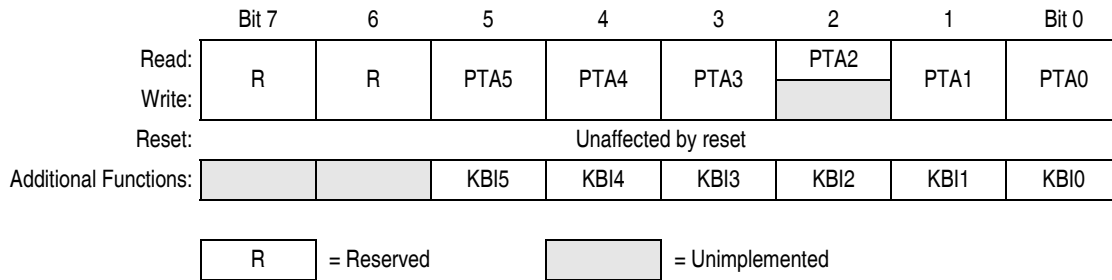 Bit 7 6 5 4 3 2 1 Bit 0
Read: R R PTA5 PTA4 PTA3 PTA2 PTA1 PTA0
Write:
Reset: Unaffected by reset
Additional Functions: KBI5 KBI4 KBI3 KBI2 KBI1 KBI0
R = Reserved = Unimplemented